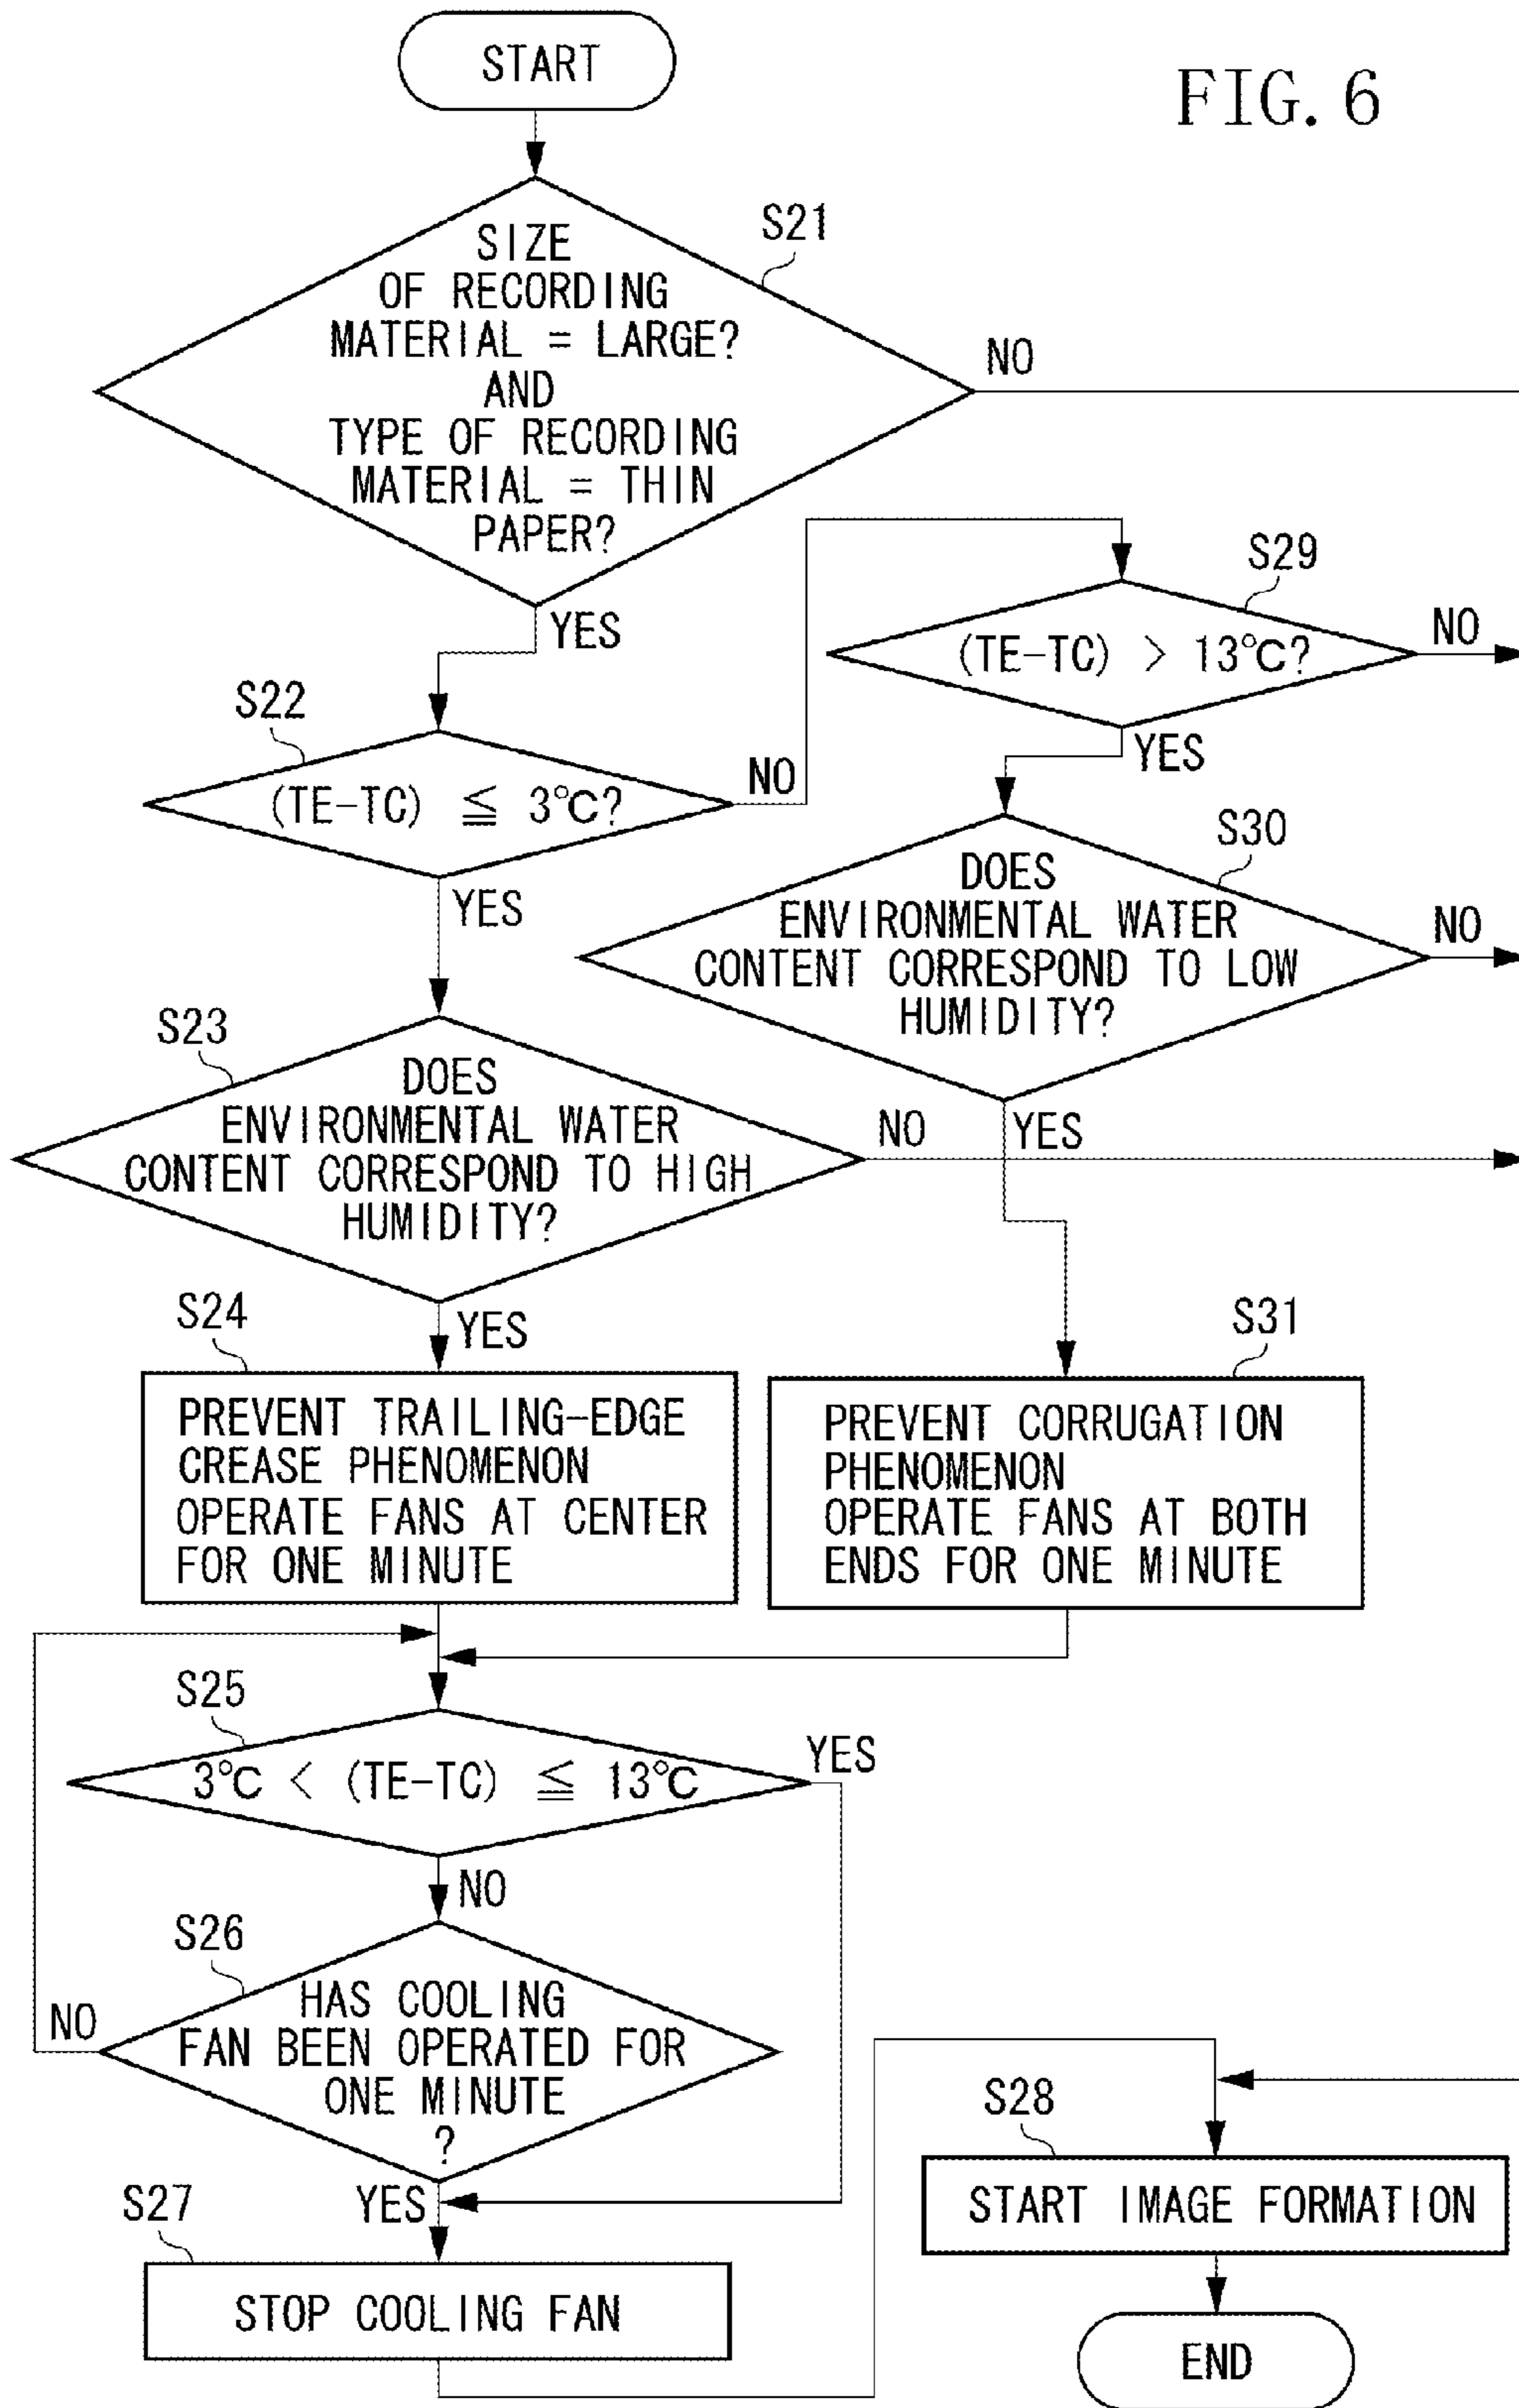 FIG. 6
START
S21
SIZE
OF RECORDING
MATERIAL = LARGE?
AND
TYPE OF RECORDING
MATERIAL = THIN
PAPER?
NO
YES
S22
(TE-TC) ≦ 3℃?
NO
YES
S29
(TE-TC) > 13℃?
NO
YES
S30
DOES
ENVIRONMENTAL WATER
CONTENT CORRESPOND TO LOW
HUMIDITY?
NO
YES
S23
DOES
ENVIRONMENTAL WATER
CONTENT CORRESPOND TO HIGH
HUMIDITY?
NO
YES
S24
PREVENT TRAILING-EDGE
CREASE PHENOMENON
OPERATE FANS AT CENTER
FOR ONE MINUTE
S31
PREVENT CORRUGATION
PHENOMENON
OPERATE FANS AT BOTH
ENDS FOR ONE MINUTE
S25
3℃ < (TE-TC) ≦ 13℃
YES
NO
S26
HAS COOLING
FAN BEEN OPERATED FOR
ONE MINUTE
?
NO
YES
S27
STOP COOLING FAN
S28
START IMAGE FORMATION
END